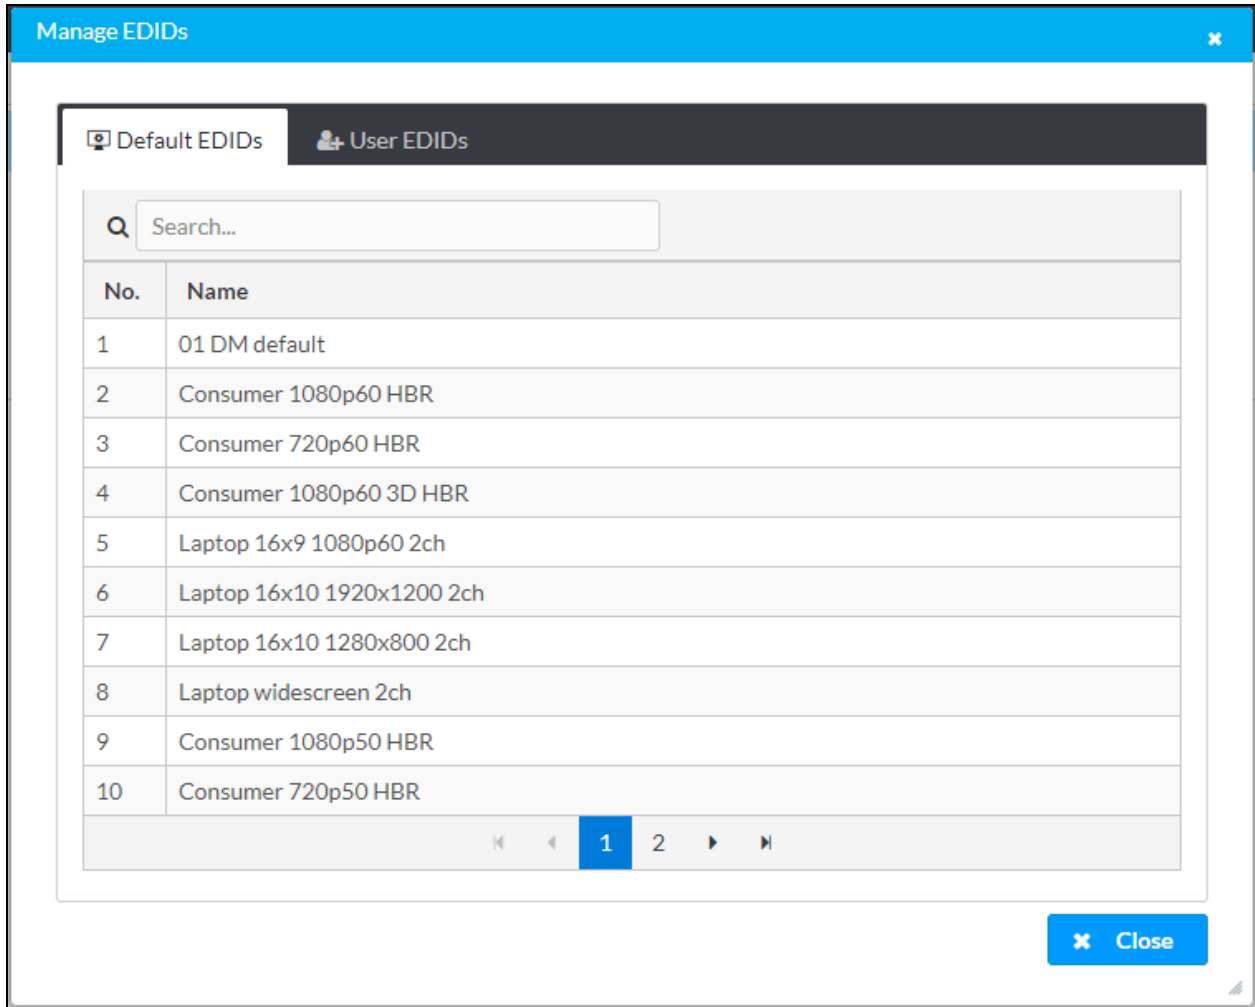 Manage EDIDs
Default EDIDs User EDIDs
Search...
No. Name
1 01 DM default
2 Consumer 1080p60 HBR
3 Consumer 720p60 HBR
4 Consumer 1080p60 3D HBR
5 Laptop 16x9 1080p60 2ch
6 Laptop 16x10 1920x1200 2ch
7 Laptop 16x10 1280x800 2ch
8 Laptop widescreen 2ch
9 Consumer 1080p50 HBR
10 Consumer 720p50 HBR
1 2
Close